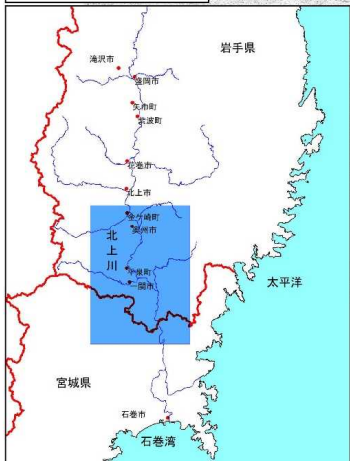 岩手県
滝沢市
盛岡市
矢巾町
紫波町
花巻市
北上市
金ケ崎町
奥州市
北上川
平泉町
一関市
太平洋
宮城県
石巻市
石巻湾